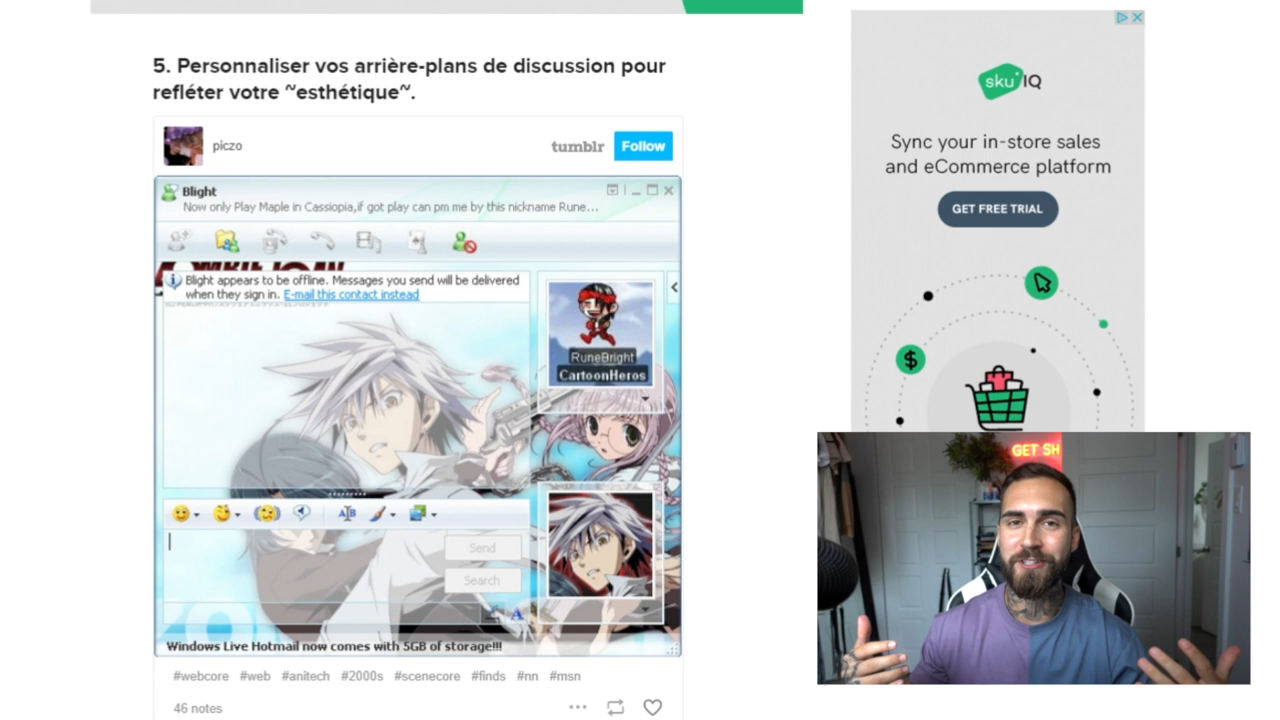 5. Personnaliser vos arrière-plans de discussion pour
refléter votre ~esthétique~.
piczo
tumblr
Follow
Blight
Now only Play Maple in Cassiopia,if got play can pm me by this nickname Rune...
Blight appears to be offline. Messages you send will be delivered
when they sign in. E-mail this contact instead
RuneBright
CartoonHeros
Send
Search
Windows Live Hotmail now comes with 5GB of storage!!!
#webcore #web #anitech #2000s #scenecore #finds #nn #msn
46 notes
sku IQ
Sync your in-store sales
and eCommerce platform
GET FREE TRIAL
$
GET SH